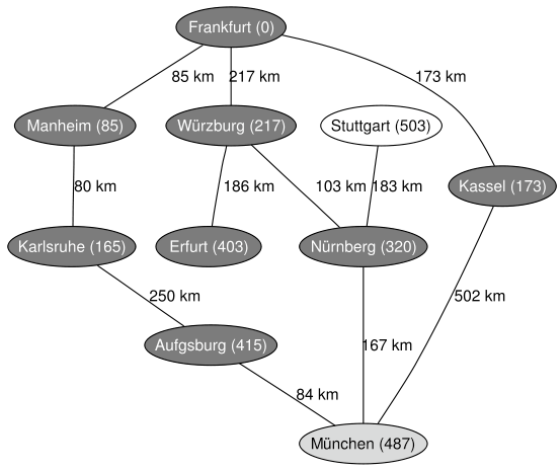 Frankfurt (0)
85 km
217 km
173 km
Manheim (85)
Würzburg (217)
Stuttgart (503)
80 km
186 km
103 km
183 km
Kassel (173)
Karlsruhe (165)
Erfurt (403)
Nürnberg (320)
250 km
502 km
Aufgsburg (415)
167 km
84 km
München (487)